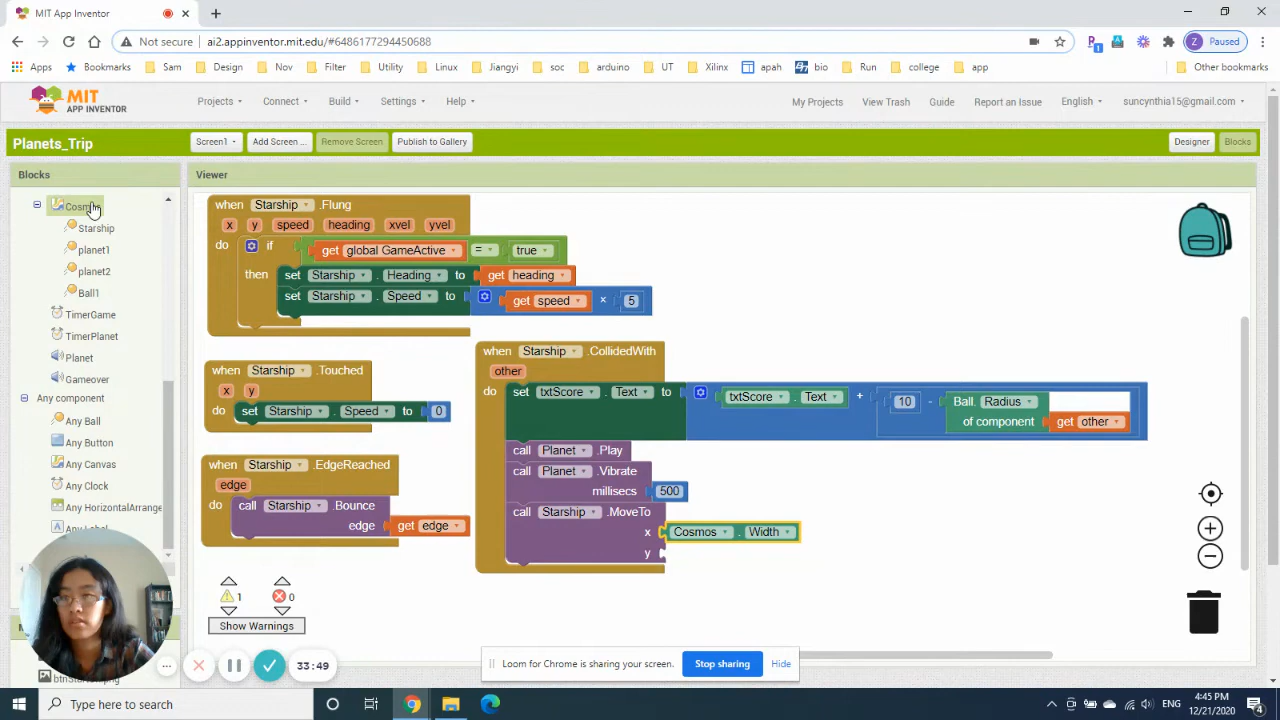 MIT App Inventor
Not secure
ai2.appinventor.mit.edu/#6486177294450688
Z Paused
Apps Bookmarks Sam Design Nov Filter Utility Linux Jiangyi soc arduino UT Xilinx apah bio Run college app Other bookmarks
MIT
APP INVENTOR
Projects Connect Build Settings Help My Projects View Trash Guide Report an Issue English suncynthia15@gmail.com
Planets_Trip Screen1 Add Screen ... Remove Screen Publish to Gallery Designer Blocks
Blocks Viewer
Starship
planet1
planet2
Ball1
TimerGame
TimerPlanet
Planet
Gameover
Any component
Any Ball
Any Button
Any Canvas
Any Clock
Any HorizontalArrange
when Starship .Flung
x y speed heading xvel yvel
do if get global GameActive = true
then set Starship . Heading to get heading
set Starship . Speed to get speed × 5
when Starship .Touched
x y
do set Starship . Speed to 0
when Starship .EdgeReached
edge
do call Starship .Bounce
edge get edge
when Starship .CollidedWith
other
do set txtScore . Text to txtScore . Text + 10 - Ball. Radius
of component get other
call Planet .Play
call Planet .Vibrate
millisecs 500
call Starship .MoveTo
x Cosmos . Width
y
1 0
Show Warnings
33:49
Loom for Chrome is sharing your screen. Stop sharing Hide
Type here to search
ENG
4:45 PM
12/21/2020
4